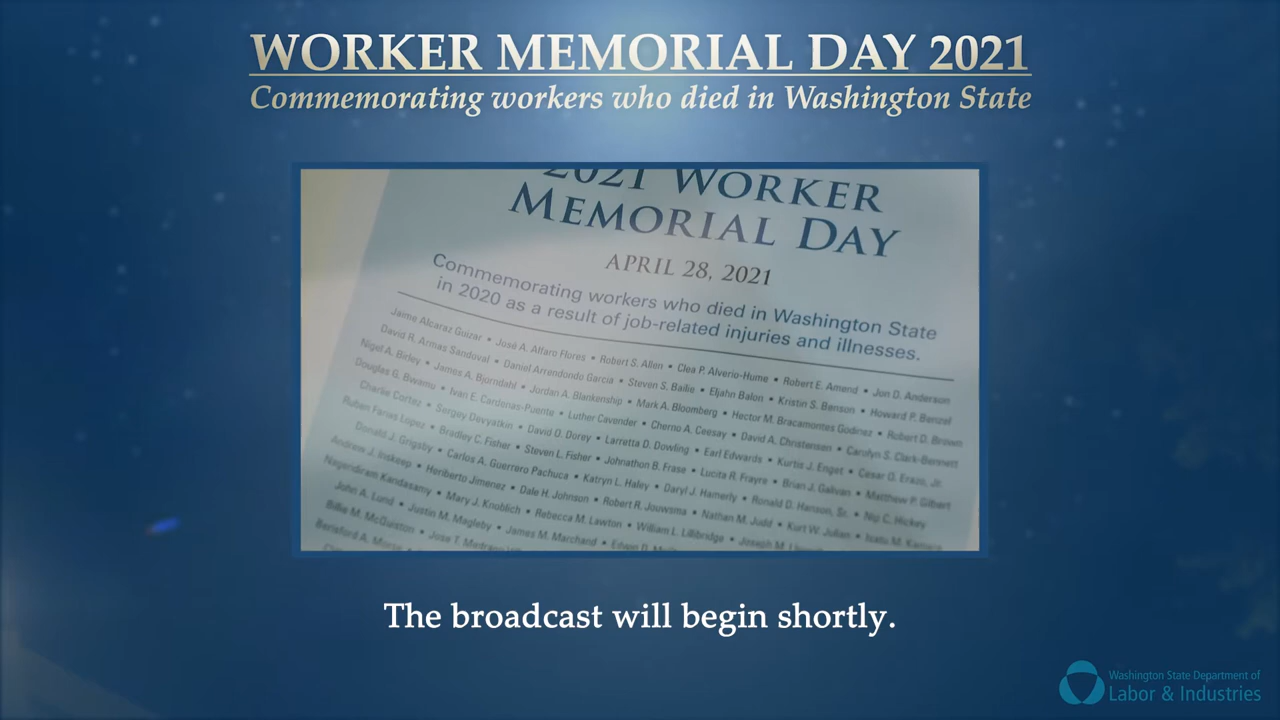 WORKER MEMORIAL DAY 2021
Commemorating workers who died in Washington State
2021 WORKER
MEMORIAL DAY
APRIL 28, 2021
Commemorating workers who died in Washington State
in 2020 as a result of job-related injuries and illnesses.
Jaime Alcaraz Guizar • José A. Alfaro Flores • Robert S. Allen • Clea P. Alverio-Hume • Robert E. Amend • Jon D. Anderson
David R. Armas Sandoval • Daniel Arrendondo Garcia • Steven S. Bailie • Elijahn Balon • Kristin S. Benson • Howard P. Benzel
Nigel A. Birley • James A. Bjorndahl • Jordan A. Blankenship • Mark A. Bloomberg • Hector M. Bracamontes Godinez • Robert D. Brown
Douglas G. Bwamu • Ivan E. Cardenas-Puente • Luther Cavender • Cherno A. Ceesay • David A. Christensen • Carolyn S. Clark-Bennett
Charlie Cortez • Sergey Devyatkin • David O. Dorey • Larretta D. Dowling • Earl Edwards • Kurtis J. Enget • Cesar O. Erazo, Jr.
Ruben Farias Lopez • Bradley C. Fisher • Steven L. Fisher • Johnathon B. Frase • Lucita R. Frayre • Brian J. Galvan • Matthew P. Gilbert
Donald J. Grigsby • Carlos A. Guerrero Pachuca • Katryn L. Haley • Daryl J. Hamerly • Ronald D. Hanson, Sr. • Nip C. Hickey
Andrew J. Inskeep • Heriberto Jimenez • Dale H. Johnson • Robert R. Jouwsma • Nathan M. Judd • Kurt W. Julian • M.
Nagendiram Kandasamy • Mary J. Knoblich • Rebecca M. Lawton • William L. Lillibridge • Joseph M.
John A. Lund • Justin M. Magleby • James M. Marchand •
Billie M. McQuiston • Jose T.
The broadcast will begin shortly.
Washington State Department of
Labor & Industries